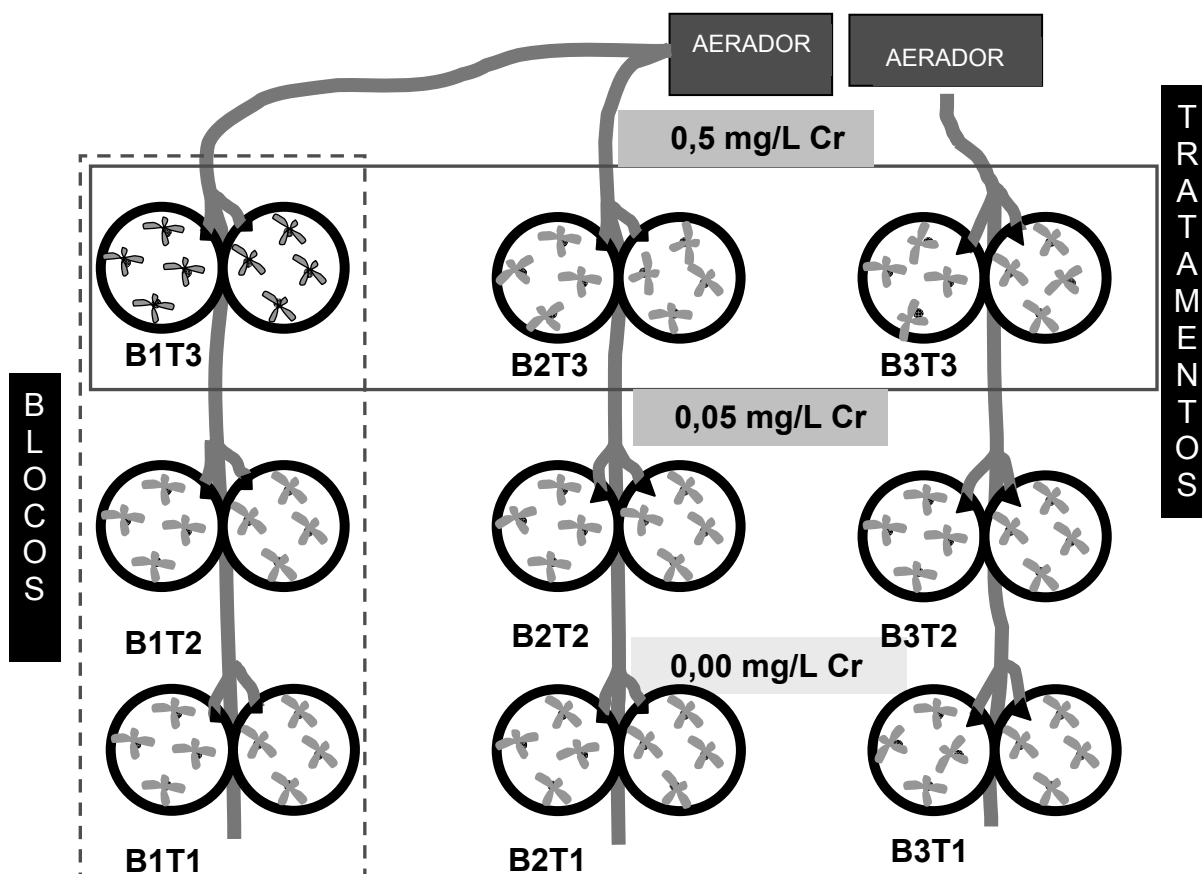 AERADOR
AERADOR
0,5 mg/L Cr
TRATAMENTOS
B1T3
B2T3
B3T3
BLOCOS
0,05 mg/L Cr
B1T2
B2T2
B3T2
0,00 mg/L Cr
B1T1
B2T1
B3T1